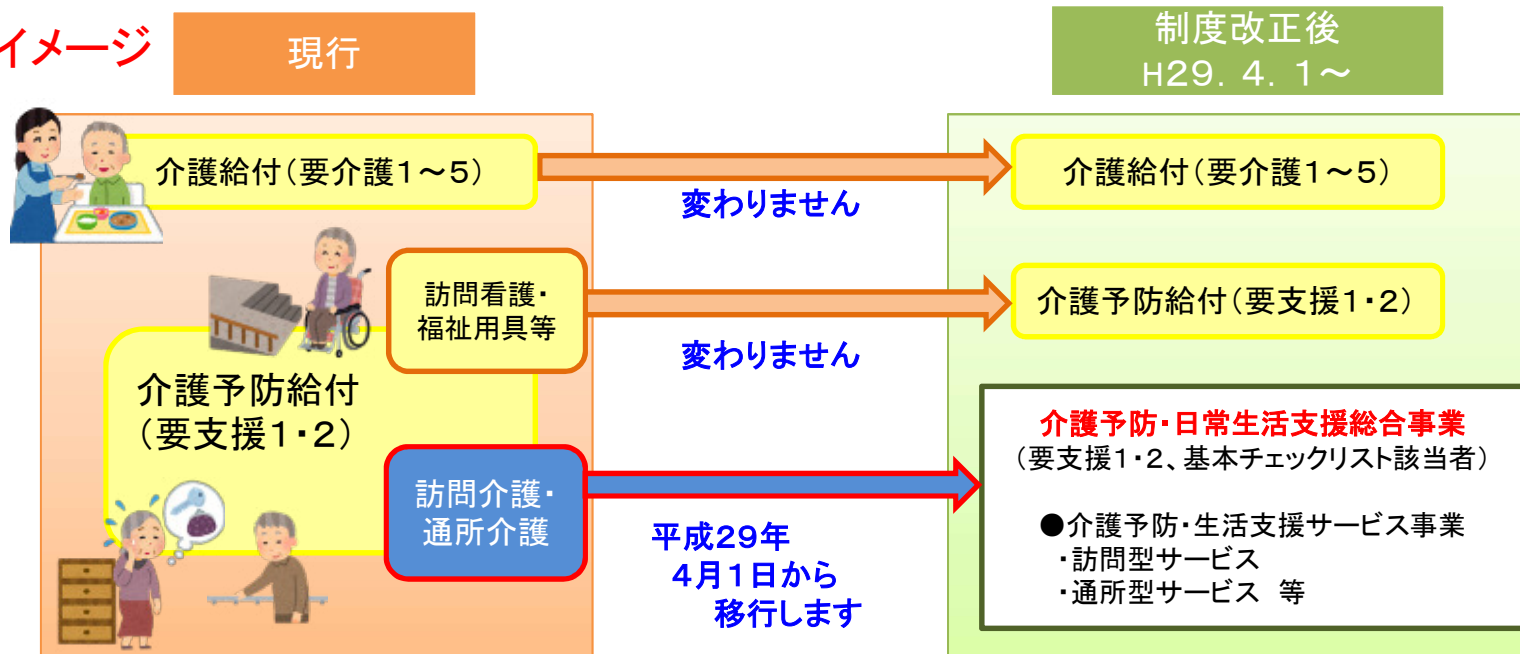 イメージ
現行
制度改正後
H29. 4. 1～
介護給付(要介護1～5)
変わりません
介護給付(要介護1～5)
訪問看護・
福祉用具等
変わりません
介護予防給付(要支援1・2)
介護予防給付
(要支援1・2)
訪問介護・
通所介護
平成29年
4月1日から
移行します
介護予防・日常生活支援総合事業
(要支援1・2、基本チェックリスト該当者)
●介護予防・生活支援サービス事業
・訪問型サービス
・通所型サービス 等